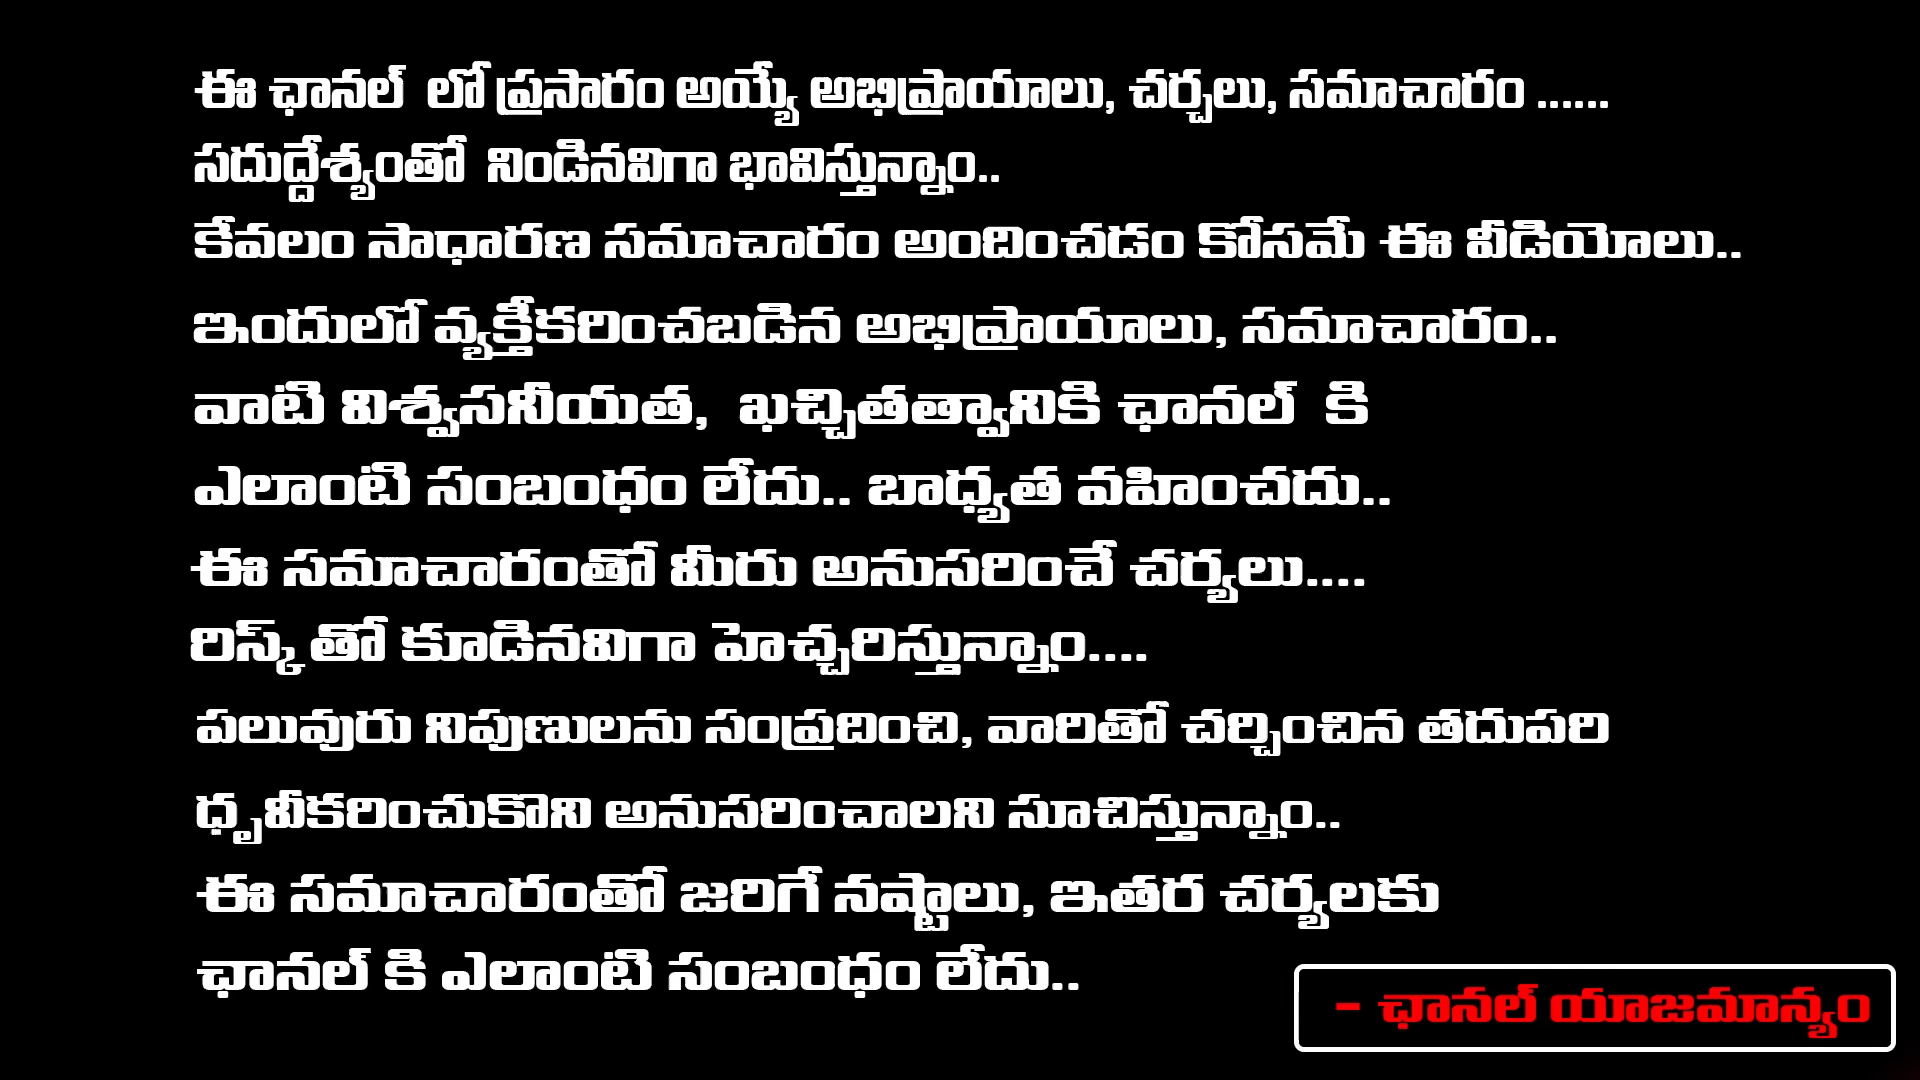 ఈ ఛానల్ లో ప్రసారం అయ్యే అభిప్రాయాలు, చర్చలు, సమాచారం ......
సదుద్దేశ్యంతో నిండినవిగా భావిస్తున్నాం..
కేవలం సాధారణ సమాచారం అందించడం కోసమే ఈ వీడియోలు..
ఇందులో వ్యక్తీకరించబడిన అభిప్రాయాలు, సమాచారం..
వాటి విశ్వసనీయత, ఖచ్చితత్వానికి ఛానల్ కి
ఎలాంటి సంబంధం లేదు.. బాధ్యత వహించదు..
ఈ సమాచారంతో మీరు అనుసరించే చర్యలు....
రిస్క్ తో కూడినవిగా హెచ్చరిస్తున్నాం....
పలువురు నిపుణులను సంప్రదించి, వారితో చర్చించిన తదుపరి
ధృవీకరించుకొని అనుసరించాలని సూచిస్తున్నాం..
ఈ సమాచారంతో జరిగే నష్టాలు, ఇతర చర్యలకు
ఛానల్ కి ఎలాంటి సంబంధం లేదు..
- ఛానల్ యాజమాన్యం